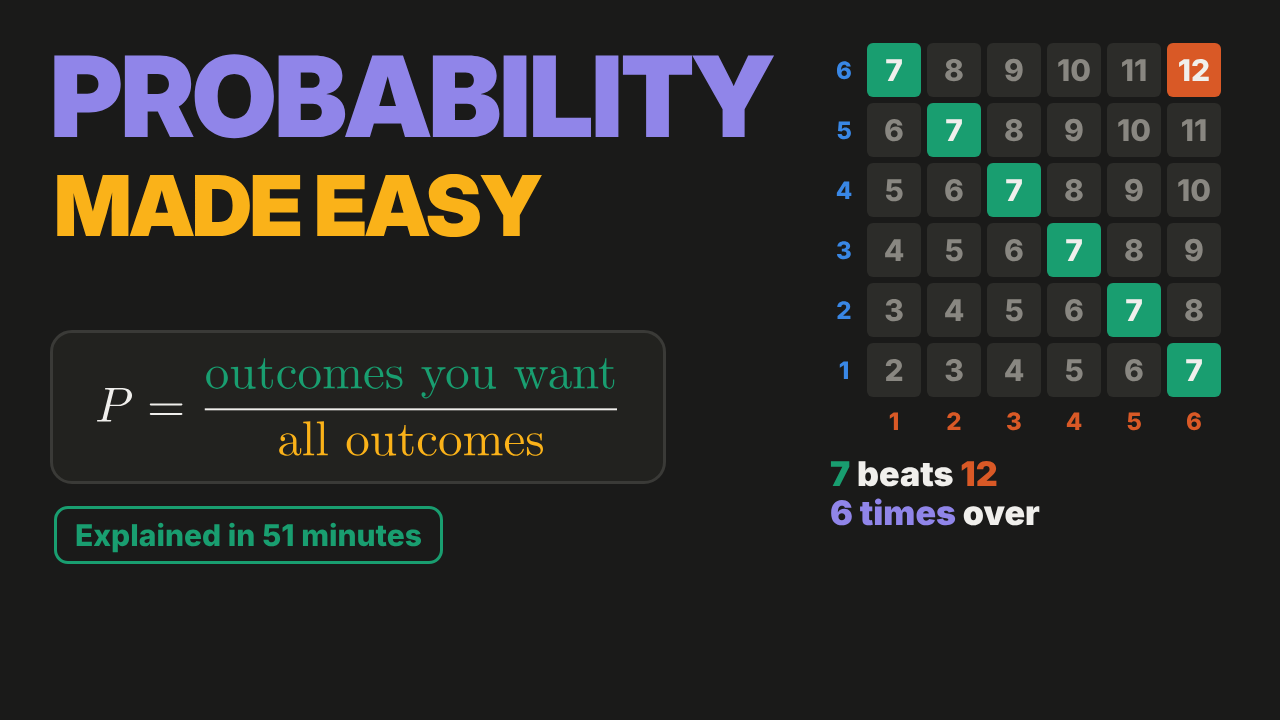 PROBABILITY
MADE EASY
P = outcomes you want / all outcomes
Explained in 51 minutes
6 7 8 9 10 11 12
5 6 7 8 9 10 11
4 5 6 7 8 9 10
3 4 5 6 7 8 9
2 3 4 5 6 7 8
1 2 3 4 5 6 7
1 2 3 4 5 6
7 beats 12
6 times over